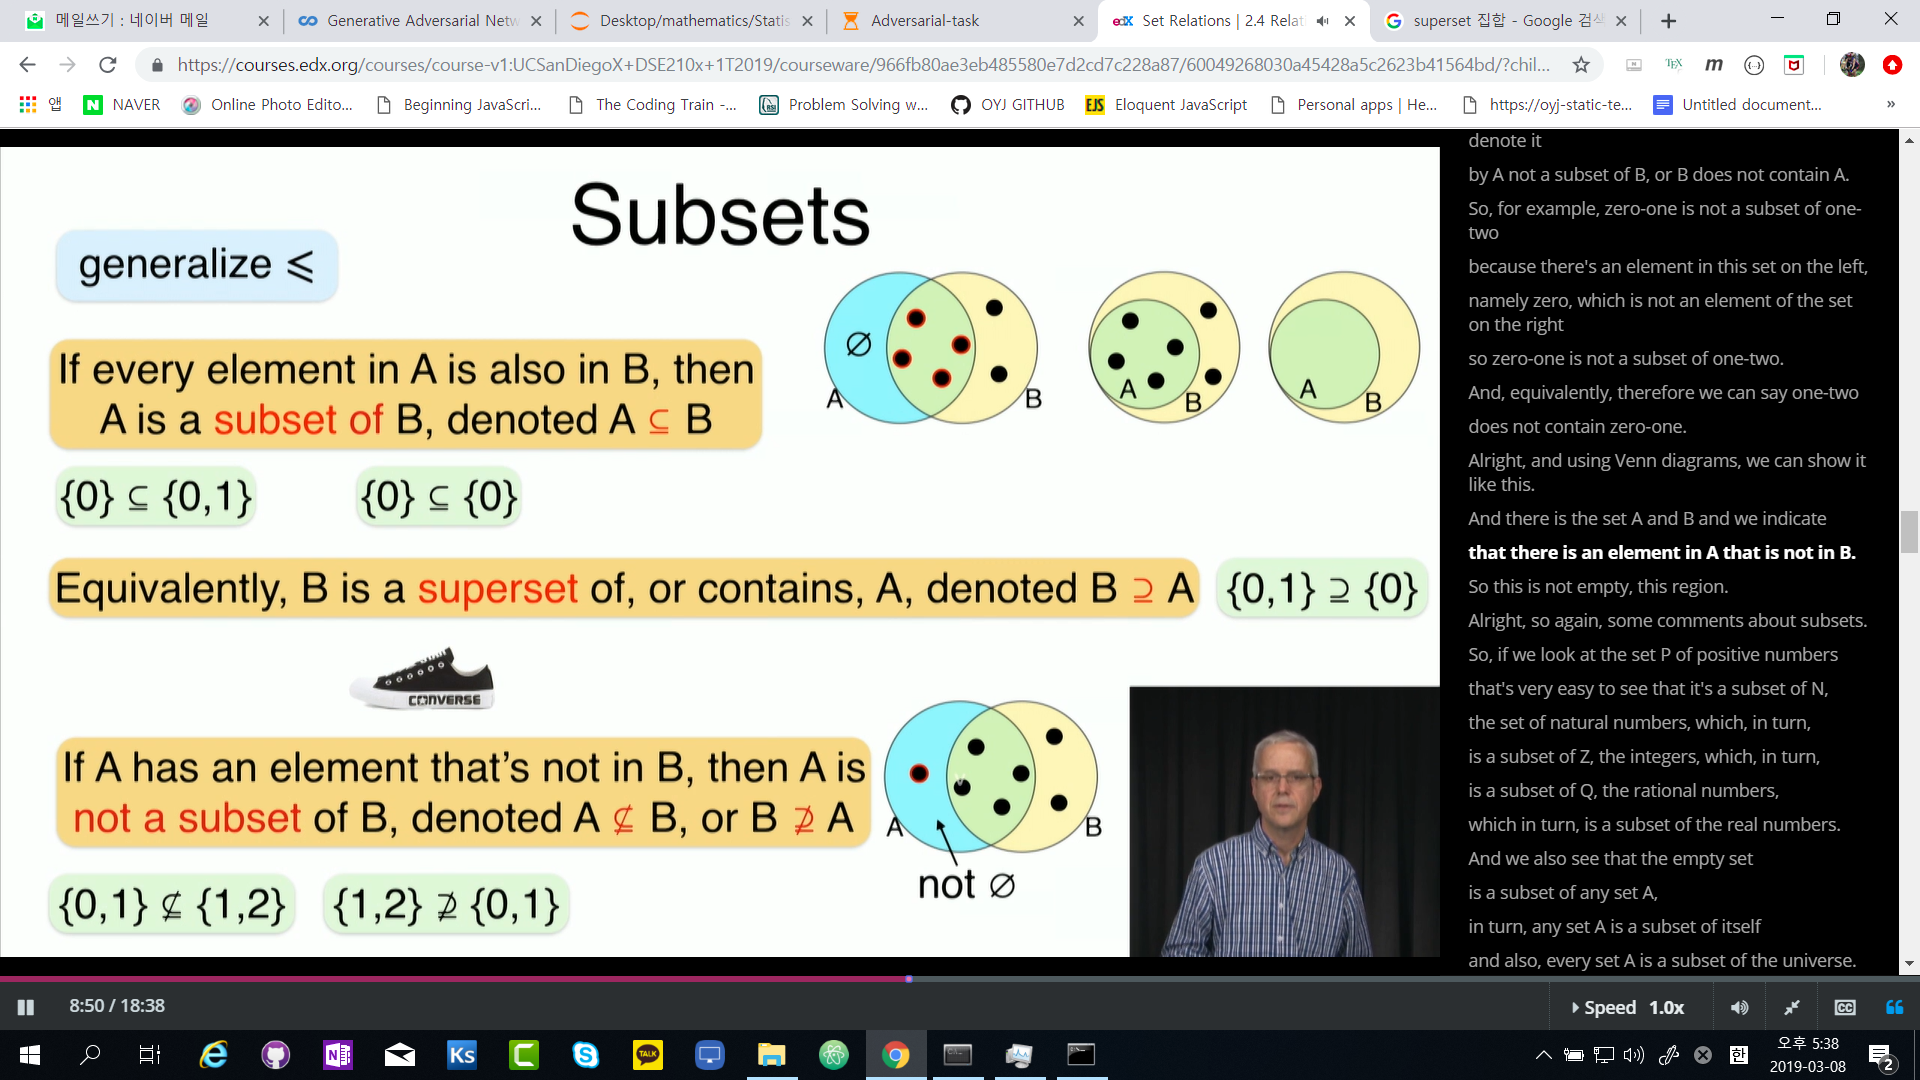 메일쓰기 : 네이버 메일
Generative Adversarial Netw
Desktop/mathematics/Statis
Adversarial-task
edX Set Relations | 2.4 Relat
superset 집합 - Google 검색
https://courses.edx.org/courses/course-v1:UCSanDiegoX+DSE210x+1T2019/courseware/966fb80ae3eb485580e7d2cd7c228a87/60049268030a45428a5c2623b41564bd/?chil...
TEX
m
앱
N NAVER
Online Photo Edito...
Beginning JavaScri...
The Coding Train -...
Problem Solving w...
OYJ GITHUB
EJS Eloquent JavaScript
Personal apps | He...
https://oyj-static-te...
Untitled document...
»
Subsets
generalize ⩽
If every element in A is also in B, then
A is a subset of B, denoted A ⊆ B
∅
A
B
A
B
A
B
{0} ⊆ {0,1}
{0} ⊆ {0}
Equivalently, B is a superset of, or contains, A, denoted B ⊇ A
{0,1} ⊇ {0}
CONVERSE
If A has an element that’s not in B, then A is
not a subset of B, denoted A ⊈ B, or B ⊉ A
A
B
not ∅
{0,1} ⊈ {1,2}
{1,2} ⊉ {0,1}
denote it
by A not a subset of B, or B does not contain A.
So, for example, zero-one is not a subset of one-
two
because there's an element in this set on the left,
namely zero, which is not an element of the set
on the right
so zero-one is not a subset of one-two.
And, equivalently, therefore we can say one-two
does not contain zero-one.
Alright, and using Venn diagrams, we can show it
like this.
And there is the set A and B and we indicate
that there is an element in A that is not in B.
So this is not empty, this region.
Alright, so again, some comments about subsets.
So, if we look at the set P of positive numbers
that's very easy to see that it's a subset of N,
the set of natural numbers, which, in turn,
is a subset of Z, the integers, which, in turn,
is a subset of Q, the rational numbers,
which in turn, is a subset of the real numbers.
And we also see that the empty set
is a subset of any set A,
in turn, any set A is a subset of itself
and also, every set A is a subset of the universe.
8:50 / 18:38
Speed 1.0x
CC
N
Ks
C
S
TALK
한
오후 5:38
2019-03-08
2